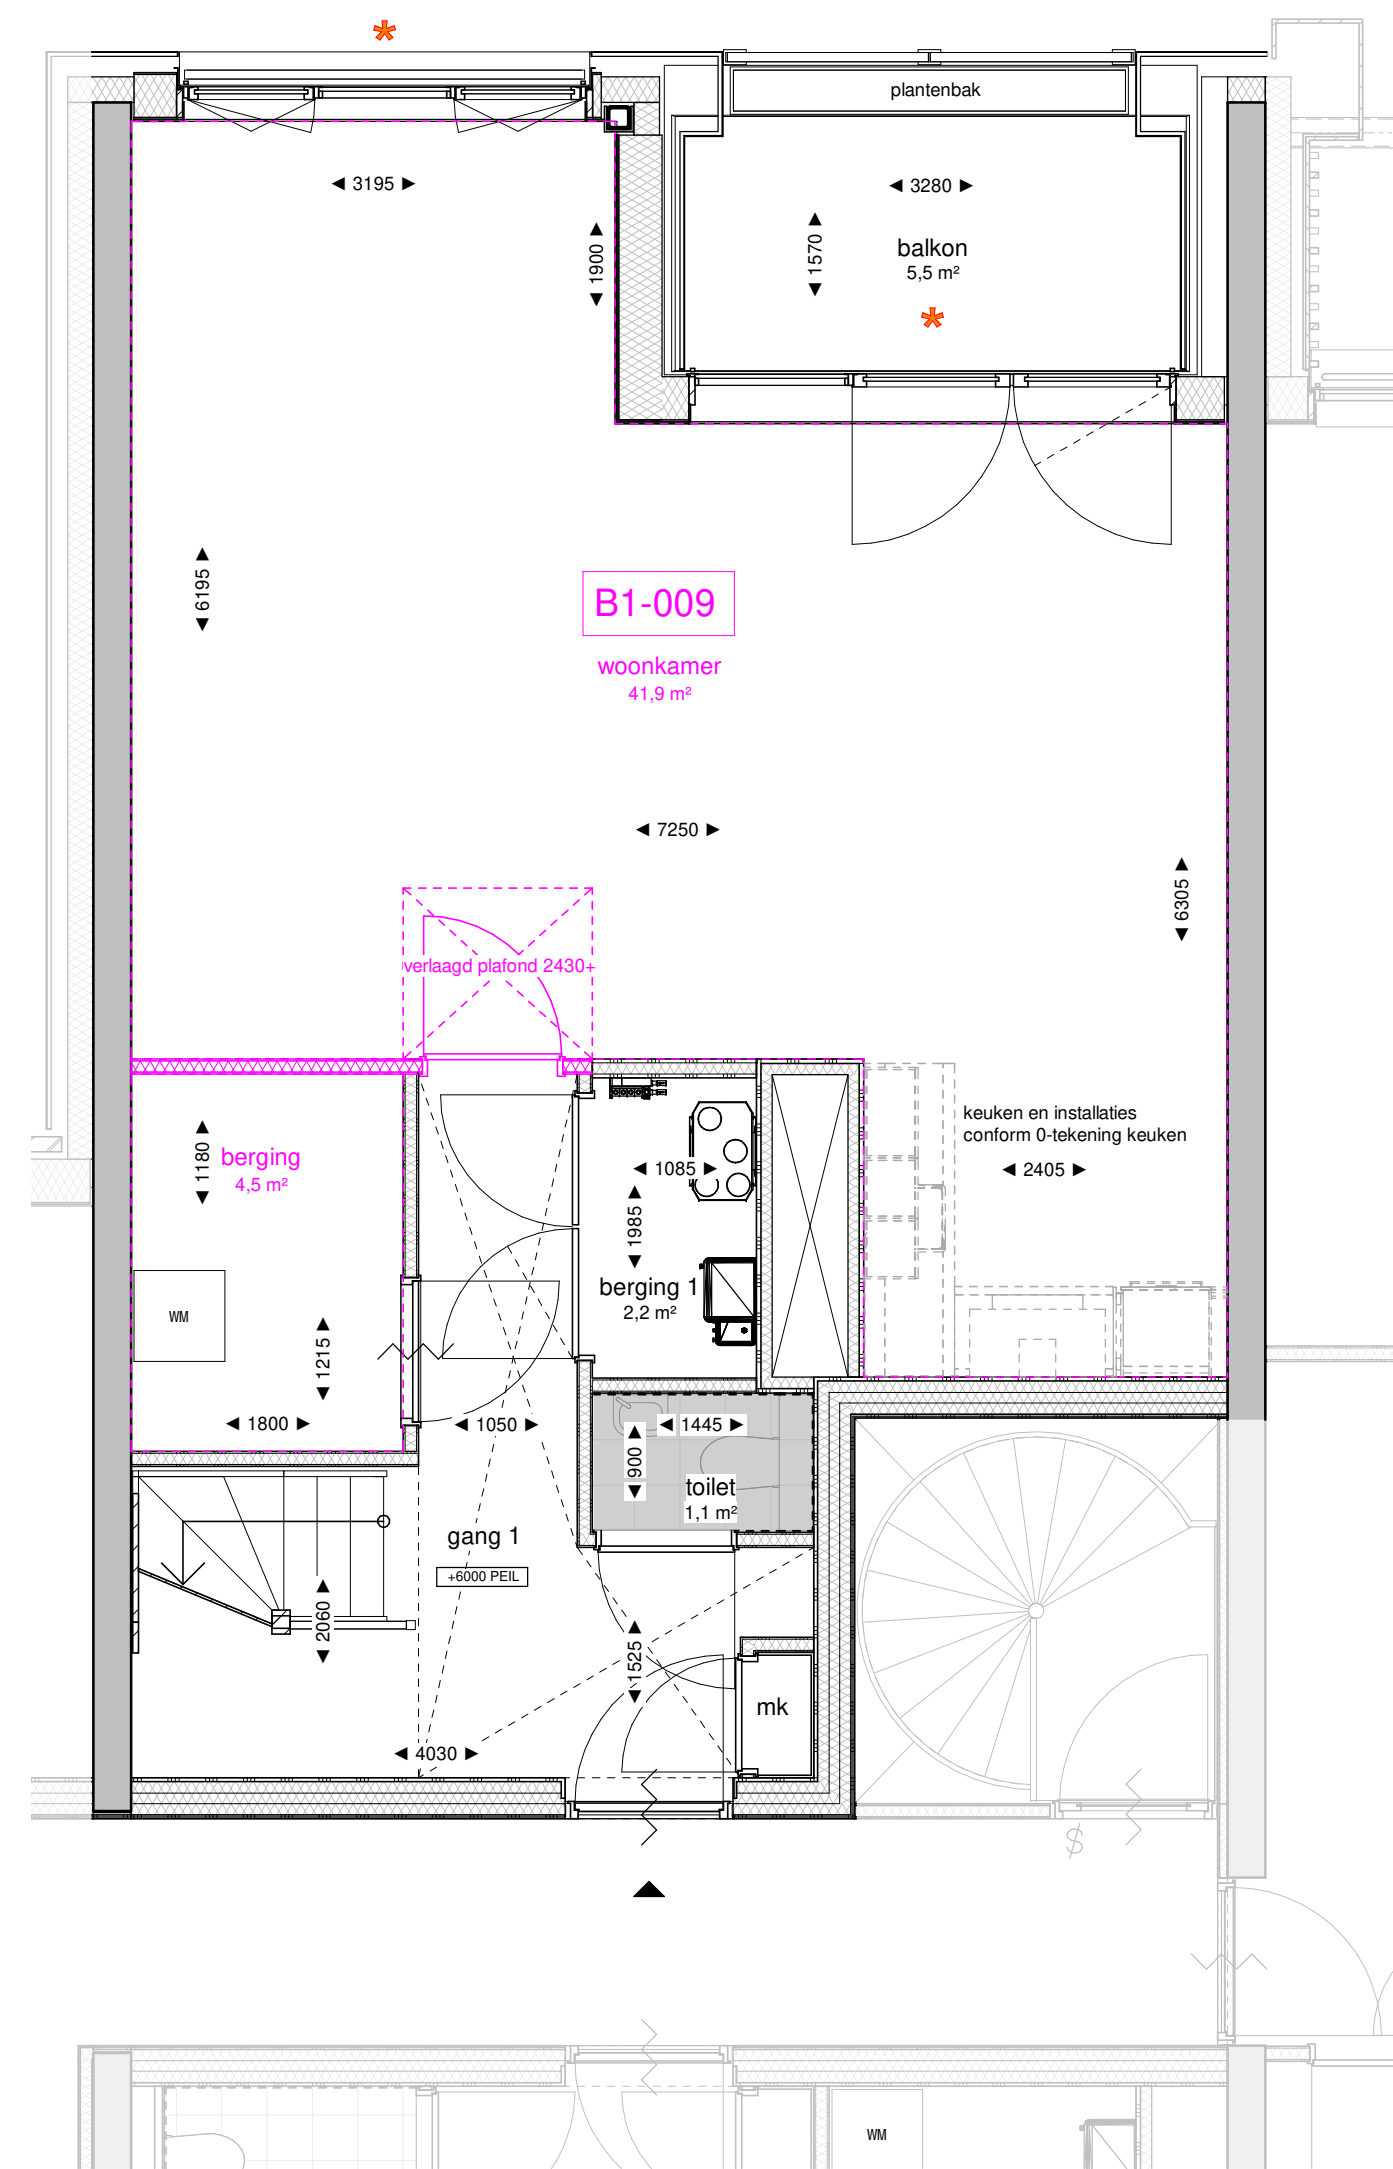 *
plantenbak
◄ 3195 ►
◄ 3280 ►
◄ 1900 ►
◄ 1570 ►
balkon
5,5 m²
*
◄ 6195 ►
B1-009
woonkamer
41,9 m²
◄ 7250 ►
◄ 6305 ►
verlaagd plafond 2430+
keuken en installaties
conform 0-tekening keuken
◄ 2405 ►
◄ 1180 ►
berging
4,5 m²
◄ 1085 ►
◄ 1985 ►
berging 1
2,2 m²
WM
◄ 1215 ►
◄ 1800 ►
◄ 1050 ►
◄ 1445 ►
◄ 900 ►
toilet
1,1 m²
gang 1
+6000 PEIL
◄ 2060 ►
◄ 1525 ►
mk
◄ 4030 ►
$
WM